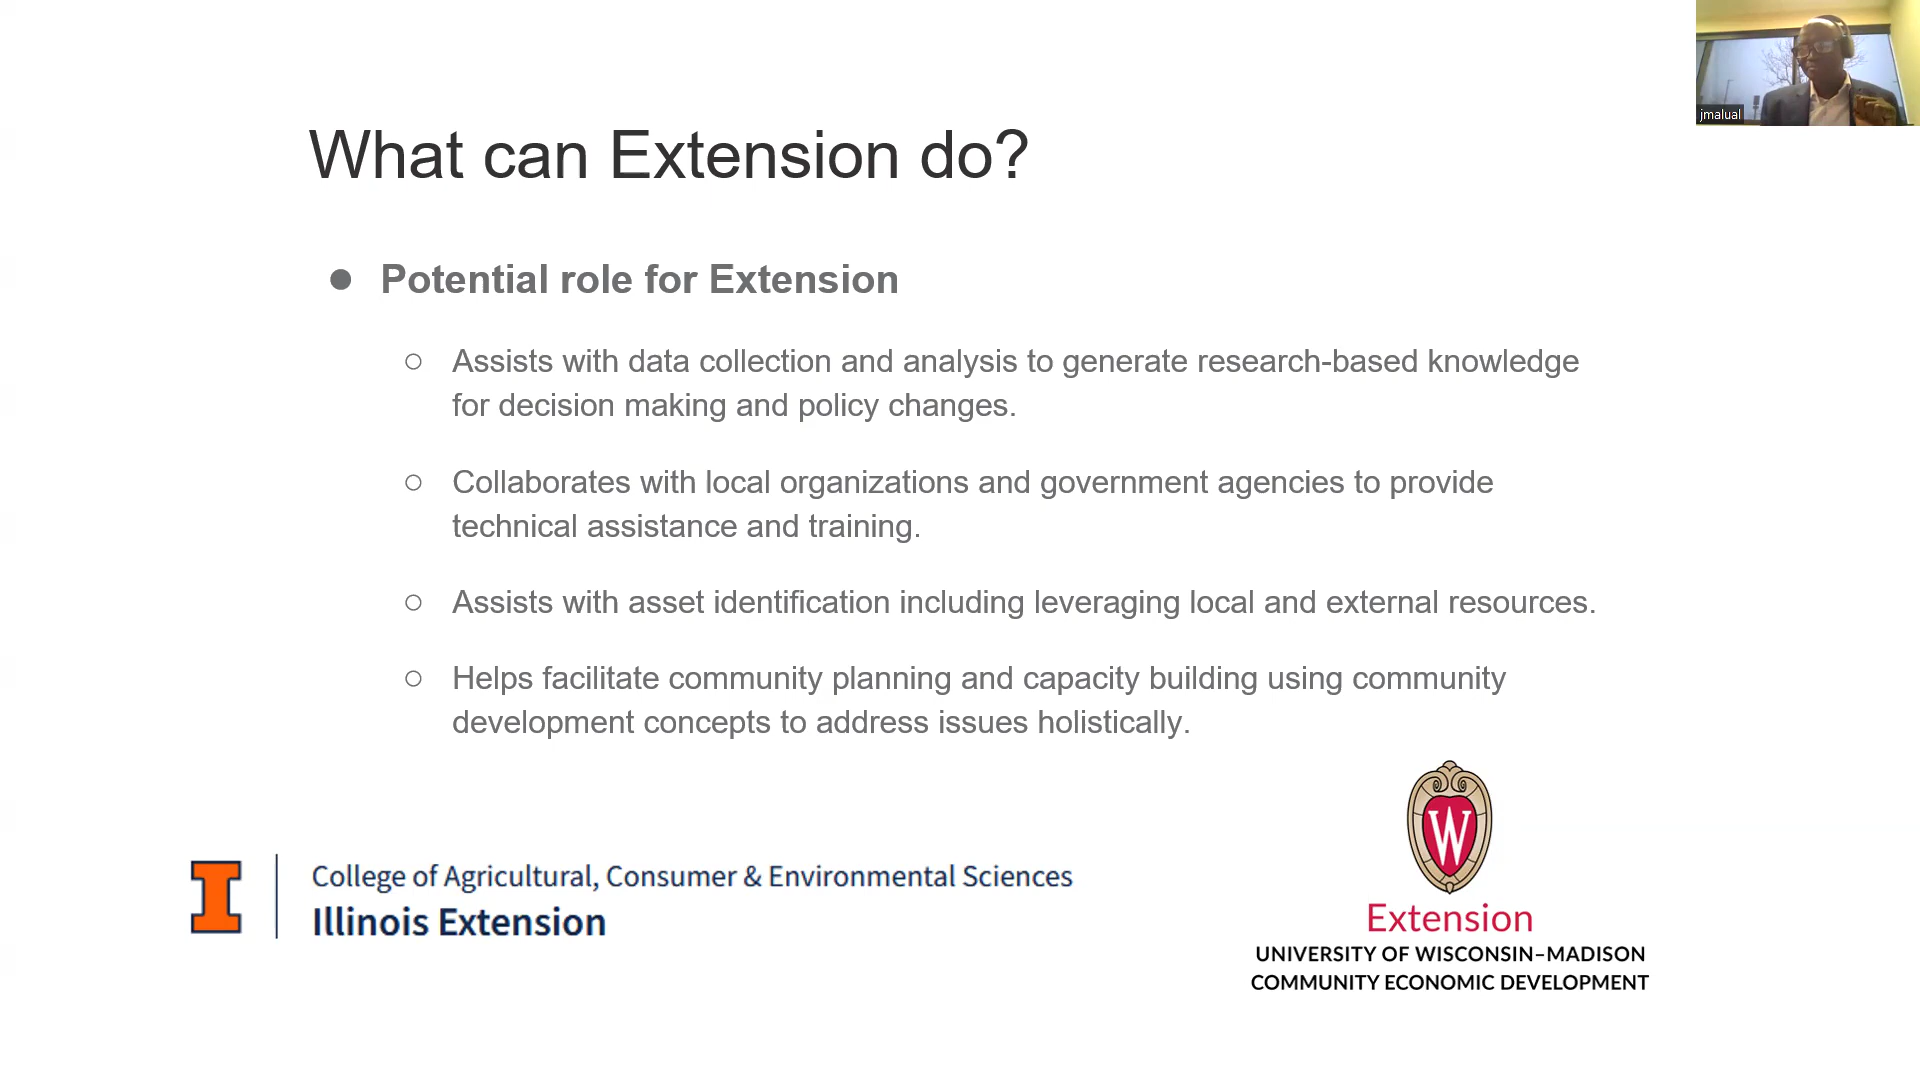 jmalual
What can Extension do?
● Potential role for Extension
○ Assists with data collection and analysis to generate research-based knowledge
for decision making and policy changes.
○ Collaborates with local organizations and government agencies to provide
technical assistance and training.
○ Assists with asset identification including leveraging local and external resources.
○ Helps facilitate community planning and capacity building using community
development concepts to address issues holistically.
I
College of Agricultural, Consumer & Environmental Sciences
Illinois Extension
W
Extension
UNIVERSITY OF WISCONSIN–MADISON
COMMUNITY ECONOMIC DEVELOPMENT